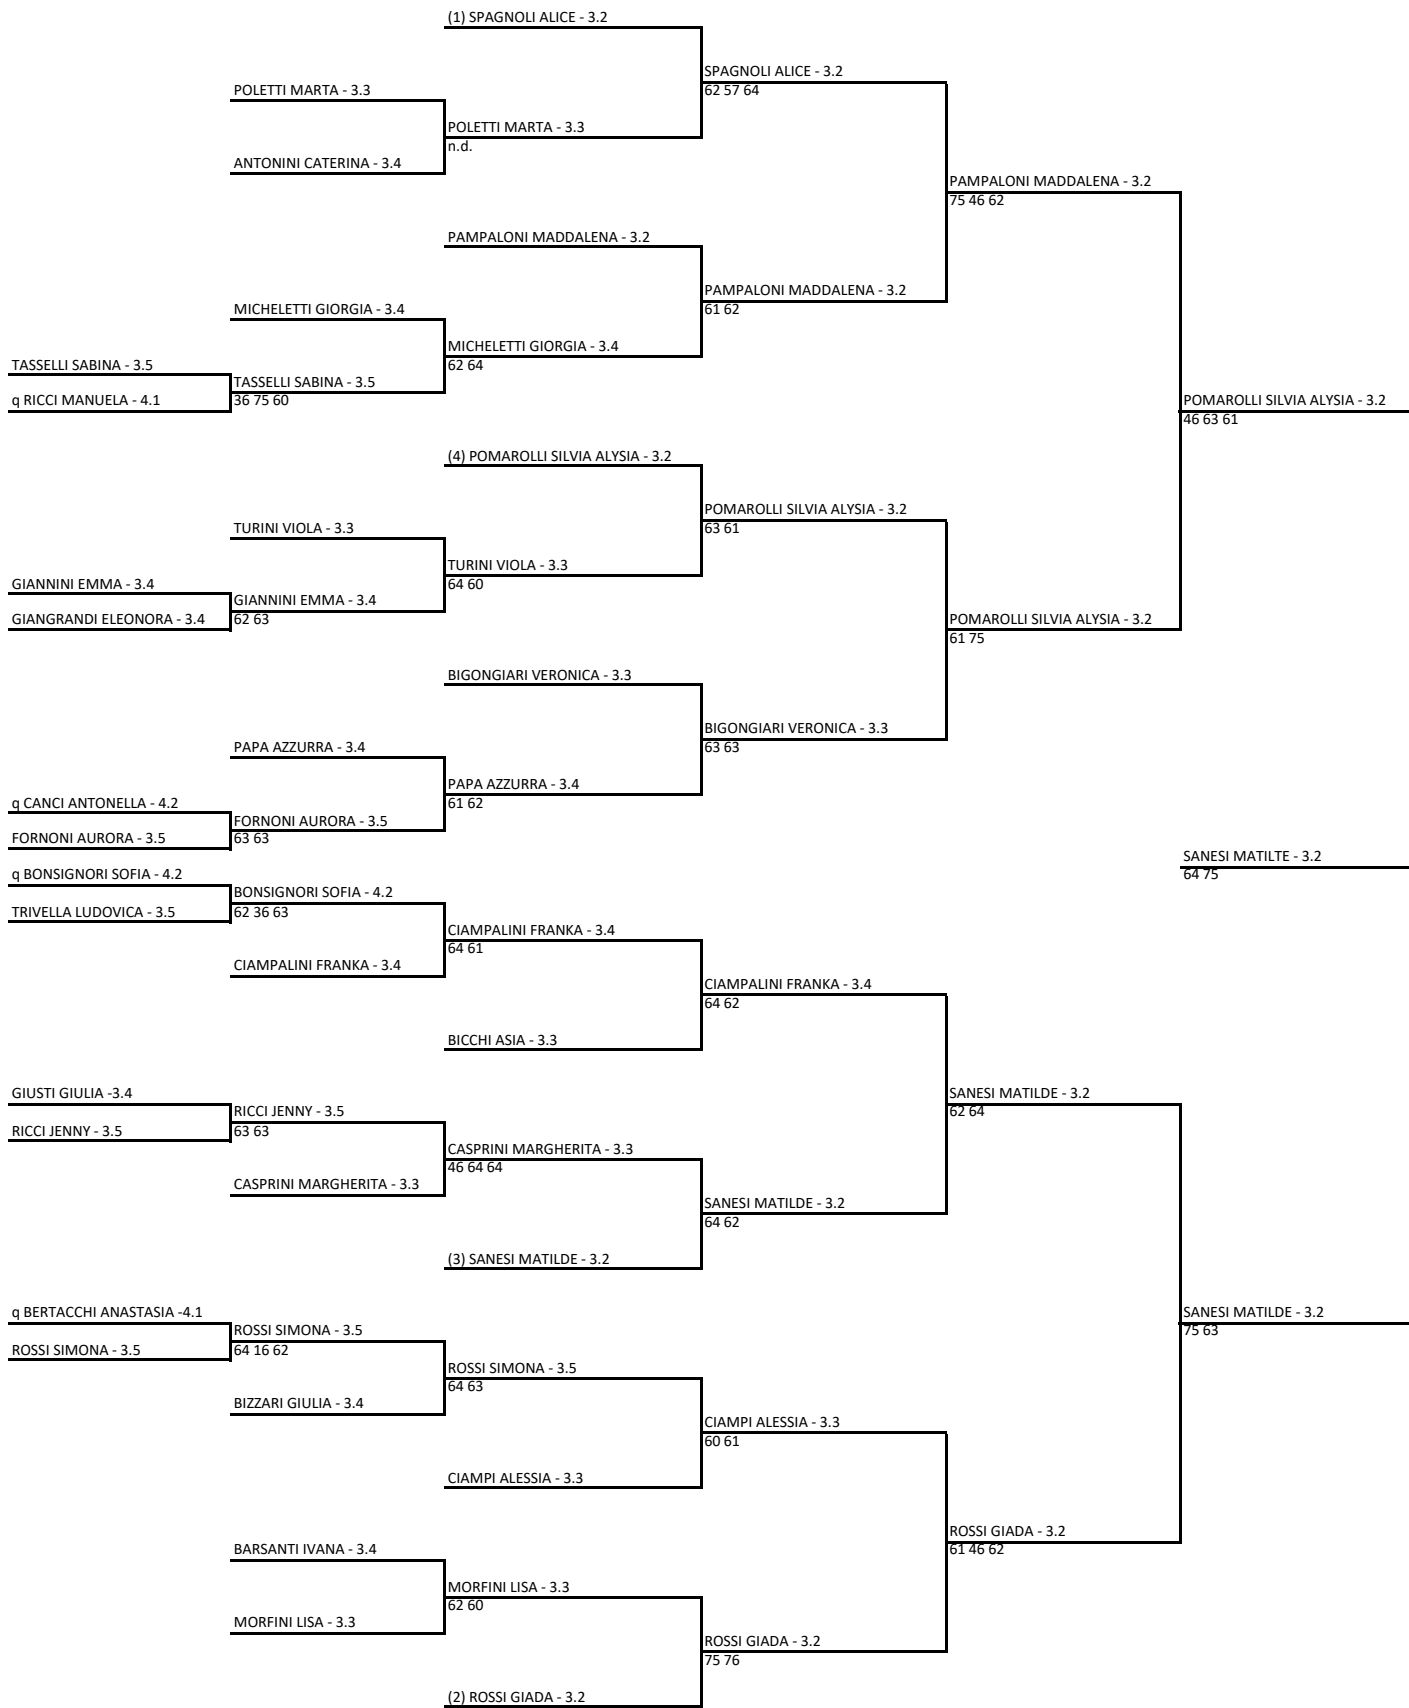 (1) SPAGNOLI ALICE - 3.2
SPAGNOLI ALICE - 3.2
62 57 64
POLETTI MARTA - 3.3
POLETTI MARTA - 3.3
n.d.
ANTONINI CATERINA - 3.4
PAMPALONI MADDALENA - 3.2
75 46 62
PAMPALONI MADDALENA - 3.2
PAMPALONI MADDALENA - 3.2
61 62
MICHELETTI GIORGIA - 3.4
MICHELETTI GIORGIA - 3.4
62 64
TASSELLI SABINA - 3.5
TASSELLI SABINA - 3.5
36 75 60
q RICCI MANUELA - 4.1
POMAROLLI SILVIA ALYSIA - 3.2
46 63 61
(4) POMAROLLI SILVIA ALYSIA - 3.2
POMAROLLI SILVIA ALYSIA - 3.2
63 61
TURINI VIOLA - 3.3
TURINI VIOLA - 3.3
64 60
GIANNINI EMMA - 3.4
GIANNINI EMMA - 3.4
62 63
GIANGRANDI ELEONORA - 3.4
POMAROLLI SILVIA ALYSIA - 3.2
61 75
BIGONGIARI VERONICA - 3.3
BIGONGIARI VERONICA - 3.3
63 63
PAPA AZZURRA - 3.4
PAPA AZZURRA - 3.4
61 62
q CANCI ANTONELLA - 4.2
FORNONI AURORA - 3.5
63 63
FORNONI AURORA - 3.5
SANESI MATILTE - 3.2
64 75
q BONSIGNORI SOFIA - 4.2
BONSIGNORI SOFIA - 4.2
62 36 63
TRIVELLA LUDOVICA - 3.5
CIAMPALINI FRANKA - 3.4
64 61
CIAMPALINI FRANKA - 3.4
CIAMPALINI FRANKA - 3.4
64 62
BICCHI ASIA - 3.3
GIUSTI GIULIA -3.4
SANESI MATILDE - 3.2
62 64
RICCI JENNY - 3.5
63 63
RICCI JENNY - 3.5
CASPRINI MARGHERITA - 3.3
46 64 64
CASPRINI MARGHERITA - 3.3
SANESI MATILDE - 3.2
64 62
(3) SANESI MATILDE - 3.2
q BERTACCHI ANASTASIA -4.1
SANESI MATILDE - 3.2
75 63
ROSSI SIMONA - 3.5
64 16 62
ROSSI SIMONA - 3.5
ROSSI SIMONA - 3.5
64 63
BIZZARI GIULIA - 3.4
CIAMPI ALESSIA - 3.3
60 61
CIAMPI ALESSIA - 3.3
ROSSI GIADA - 3.2
61 46 62
BARSANTI IVANA - 3.4
MORFINI LISA - 3.3
62 60
MORFINI LISA - 3.3
ROSSI GIADA - 3.2
75 76
(2) ROSSI GIADA - 3.2